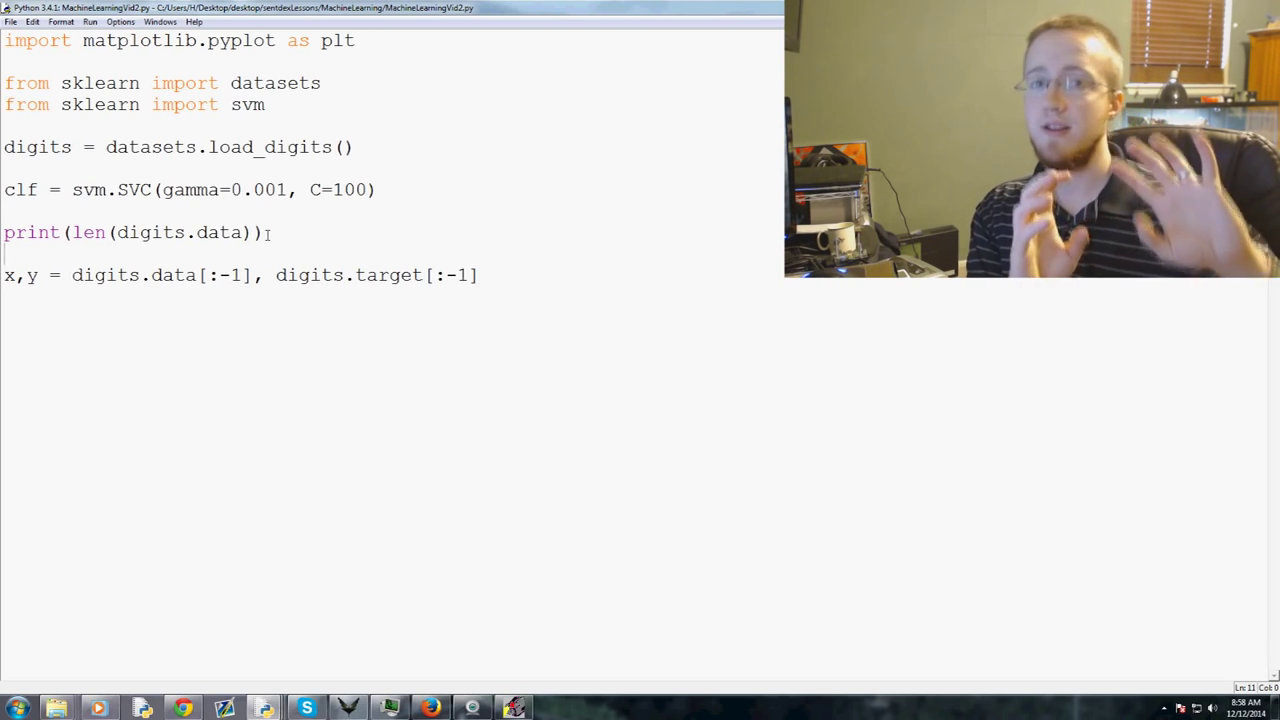 Python 3.4.1: MachineLearningVid2.py - C:/Users/H/Desktop/desktop/sentdexLessons/MachineLearning/MachineLearningVid2.py
File Edit Format Run Options Windows Help
import matplotlib.pyplot as plt
from sklearn import datasets
from sklearn import svm
digits = datasets.load_digits()
clf = svm.SVC(gamma=0.001, C=100)
print(len(digits.data))
x,y = digits.data[:-1], digits.target[:-1]
Ln: 11 Col: 0
8:58 AM
12/12/2014